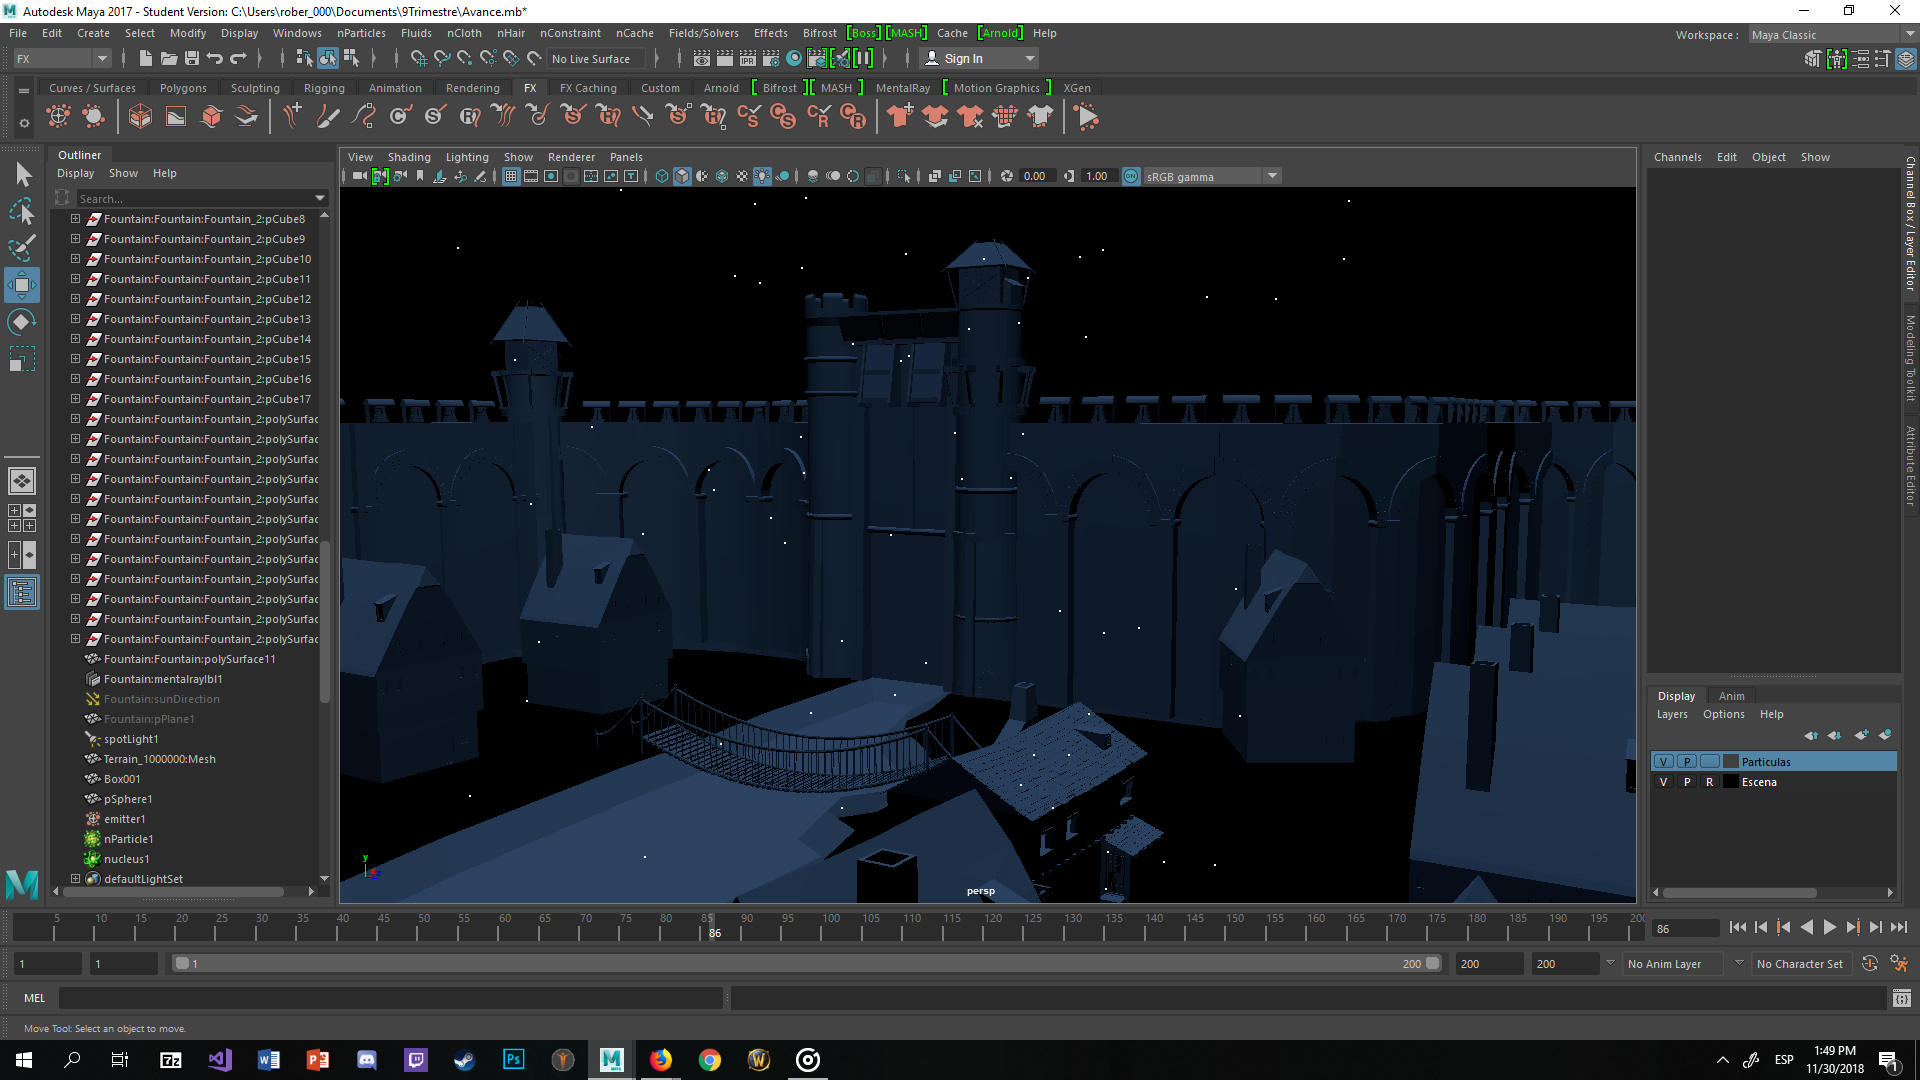 Autodesk Maya 2017 - Student Version: C:\Users\rober_000\Documents\9Trimestre\Avance.mb*
File Edit Create Select Modify Display Windows nParticles Fluids nCloth nHair nConstraint nCache Fields/Solvers Effects Bifrost [Boss] [MASH] Cache [Arnold] Help
Workspace : Maya Classic
FX
No Live Surface
Sign In
Curves / Surfaces Polygons Sculpting Rigging Animation Rendering FX FX Caching Custom Arnold [ Bifrost ] [ MASH ] MentalRay [ Motion Graphics ] XGen
Outliner
Display Show Help
Search...
Fountain:Fountain:Fountain_2:pCube8
Fountain:Fountain:Fountain_2:pCube9
Fountain:Fountain:Fountain_2:pCube10
Fountain:Fountain:Fountain_2:pCube11
Fountain:Fountain:Fountain_2:pCube12
Fountain:Fountain:Fountain_2:pCube13
Fountain:Fountain:Fountain_2:pCube14
Fountain:Fountain:Fountain_2:pCube15
Fountain:Fountain:Fountain_2:pCube16
Fountain:Fountain:Fountain_2:pCube17
Fountain:Fountain:Fountain_2:polySurfac
Fountain:Fountain:Fountain_2:polySurfac
Fountain:Fountain:Fountain_2:polySurfac
Fountain:Fountain:Fountain_2:polySurfac
Fountain:Fountain:Fountain_2:polySurfac
Fountain:Fountain:Fountain_2:polySurfac
Fountain:Fountain:Fountain_2:polySurfac
Fountain:Fountain:Fountain_2:polySurfac
Fountain:Fountain:Fountain_2:polySurfac
Fountain:Fountain:Fountain_2:polySurfac
Fountain:Fountain:Fountain_2:polySurfac
Fountain:Fountain:Fountain_2:polySurfac
Fountain:Fountain:polySurface11
Fountain:mentalrayIbl1
Fountain:sunDirection
Fountain:pPlane1
spotLight1
Terrain_1000000:Mesh
Box001
pSphere1
emitter1
nParticle1
nucleus1
defaultLightSet
View Shading Lighting Show Renderer Panels
0.00 1.00 ON sRGB gamma
y
persp
Channels Edit Object Show
Channel Box / Layer Editor
Modeling Toolkit
Attribute Editor
Display Anim
Layers Options Help
V P Particulas
V P R Escena
5 10 15 20 25 30 35 40 45 50 55 60 65 70 75 80 85 90 95 100 105 110 115 120 125 130 135 140 145 150 155 160 165 170 175 180 185 190 195 200
86
86
1 1 1 200 200 200 No Anim Layer No Character Set
MEL
Move Tool: Select an object to move.
ESP
1:49 PM
11/30/2018
1